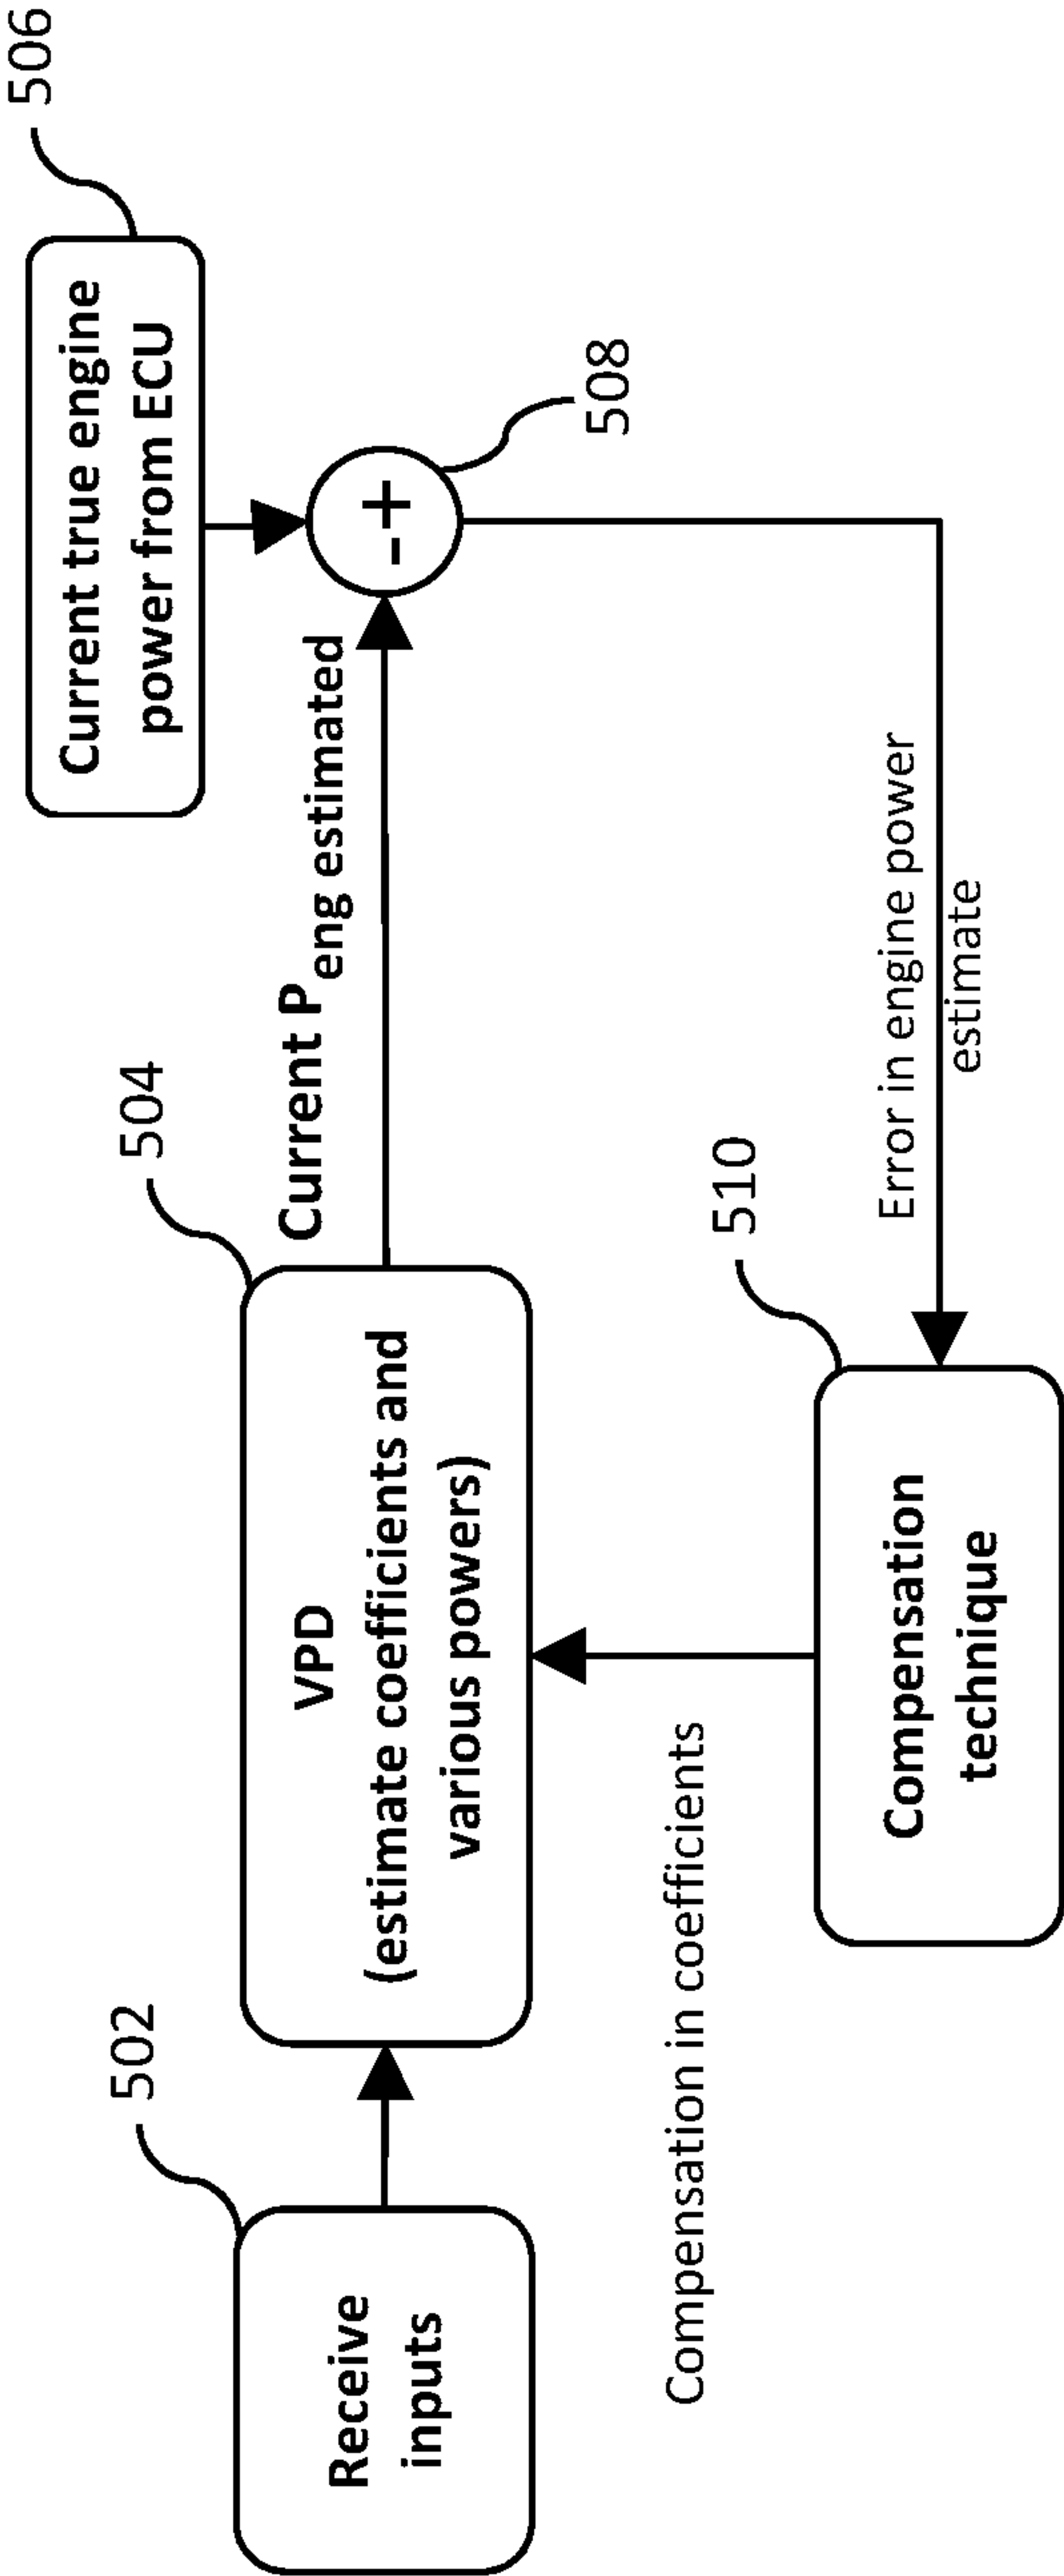 506
Current true engine
power from ECU
504
502
Current P
eng estimated
- +
508
VPD
(estimate coefficients and
various powers)
Receive
inputs
510
Compensation in coefficients
Error in engine power
estimate
Compensation
technique